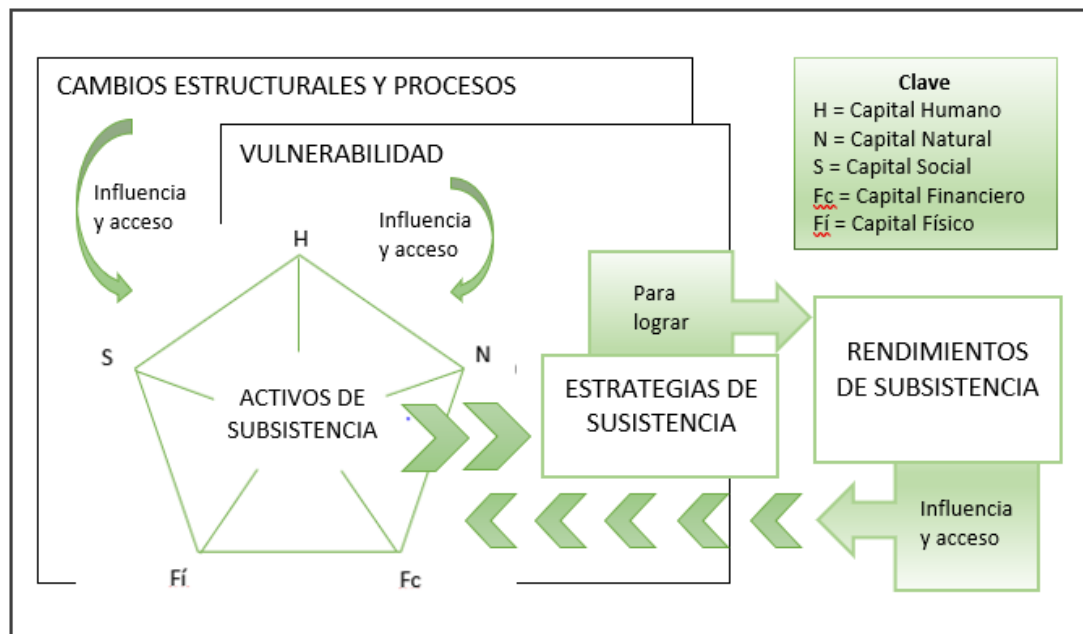 CAMBIOS ESTRUCTURALES Y PROCESOS
Influencia
y acceso
VULNERABILIDAD
Influencia
y acceso
H
S
N
Fí
Fc
ACTIVOS DE
SUBSISTENCIA
Para
lograr
ESTRATEGIAS DE
SUSISTENCIA
RENDIMIENTOS
DE SUBSISTENCIA
Influencia
y acceso
Clave
H = Capital Humano
N = Capital Natural
S = Capital Social
Fc = Capital Financiero
Fí = Capital Físico